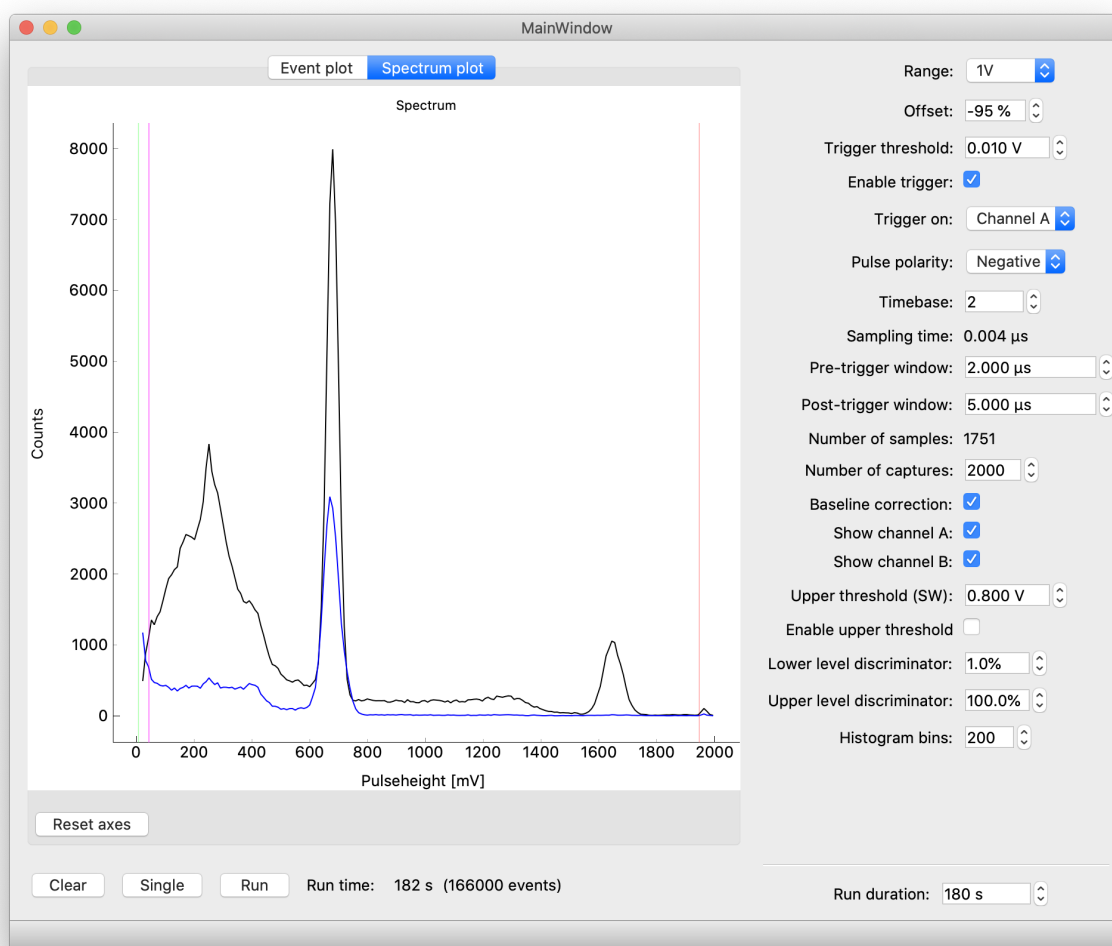 MainWindow
Event plot
Spectrum plot
Spectrum
8000
7000
6000
5000
4000
3000
2000
1000
0
Counts
0 200 400 600 800 1000 1200 1400 1600 1800 2000
Pulseheight [mV]
Reset axes
Clear
Single
Run
Run time: 182 s (166000 events)
Range: 1V
Offset: -95 %
Trigger threshold: 0.010 V
Enable trigger:
Trigger on: Channel A
Pulse polarity: Negative
Timebase: 2
Sampling time: 0.004 μs
Pre-trigger window: 2.000 μs
Post-trigger window: 5.000 μs
Number of samples: 1751
Number of captures: 2000
Baseline correction:
Show channel A:
Show channel B:
Upper threshold (SW): 0.800 V
Enable upper threshold
Lower level discriminator: 1.0%
Upper level discriminator: 100.0%
Histogram bins: 200
Run duration: 180 s